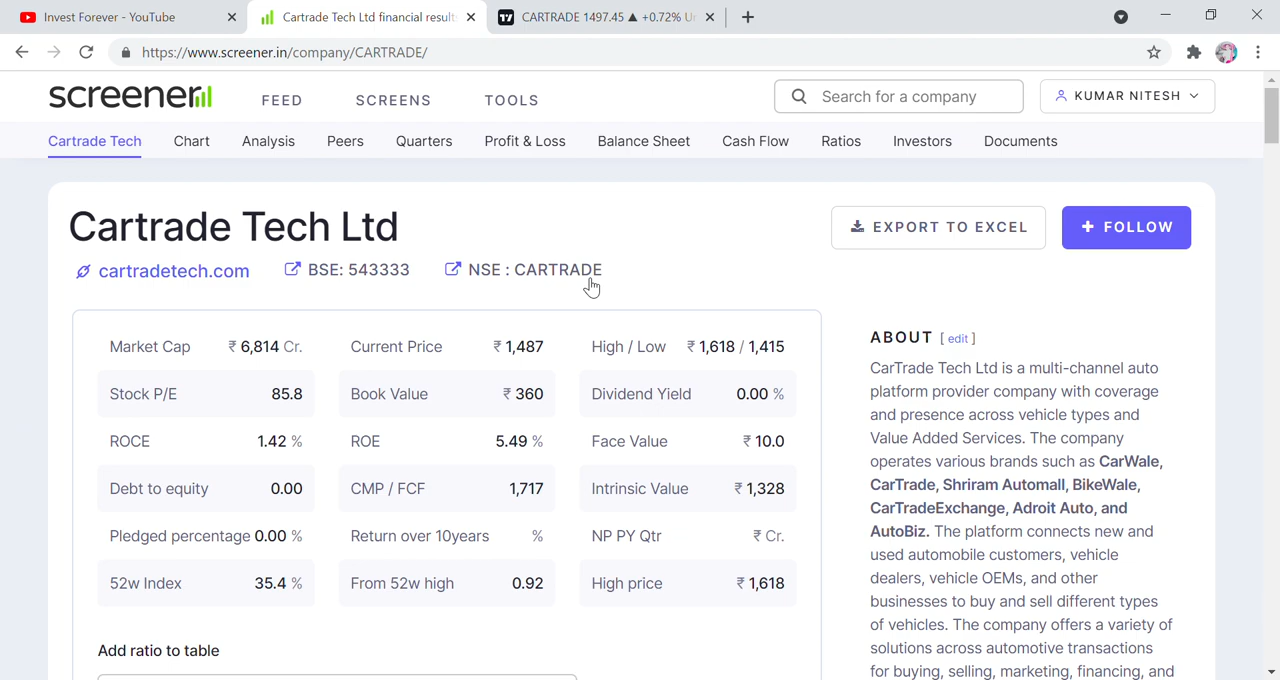 Invest Forever - YouTube
Cartrade Tech Ltd financial result
CARTRADE 1497.45 ▲ +0.72% U
https://www.screener.in/company/CARTRADE/
screener
FEED
SCREENS
TOOLS
Search for a company
KUMAR NITESH
Cartrade Tech
Chart
Analysis
Peers
Quarters
Profit & Loss
Balance Sheet
Cash Flow
Ratios
Investors
Documents
Cartrade Tech Ltd
EXPORT TO EXCEL
+ FOLLOW
cartradetech.com
BSE: 543333
NSE : CARTRADE
Market Cap ₹ 6,814 Cr.
Current Price ₹ 1,487
High / Low ₹ 1,618 / 1,415
Stock P/E 85.8
Book Value ₹ 360
Dividend Yield 0.00 %
ROCE 1.42 %
ROE 5.49 %
Face Value ₹ 10.0
Debt to equity 0.00
CMP / FCF 1,717
Intrinsic Value ₹ 1,328
Pledged percentage 0.00 %
Return over 10years %
NP PY Qtr ₹ Cr.
52w Index 35.4 %
From 52w high 0.92
High price ₹ 1,618
Add ratio to table
ABOUT [ edit ]
CarTrade Tech Ltd is a multi-channel auto
platform provider company with coverage
and presence across vehicle types and
Value Added Services. The company
operates various brands such as CarWale,
CarTrade, Shriram Automall, BikeWale,
CarTradeExchange, Adroit Auto, and
AutoBiz. The platform connects new and
used automobile customers, vehicle
dealers, vehicle OEMs, and other
businesses to buy and sell different types
of vehicles. The company offers a variety of
solutions across automotive transactions
for buying, selling, marketing, financing, and